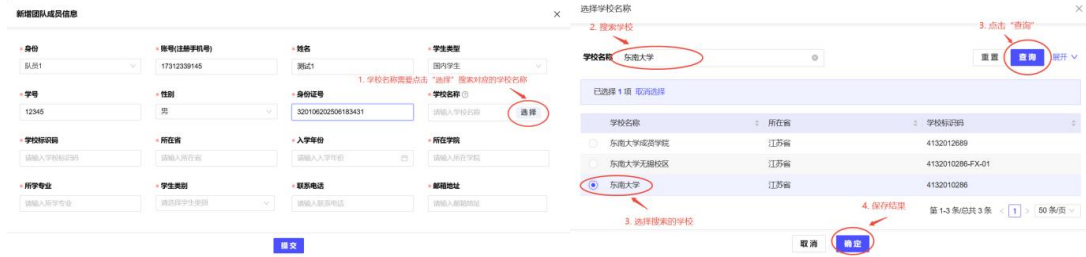 新增团队成员信息
身份
账号(注册手机号)
姓名
学生类型
队员1
17312339145
测试1
国内学生
1. 学校名称需要点击“选择”搜索对应的学校名称
学号
性别
身份证号
学校名称
12345
男
320106202506183431
请输入学校名称
选择
学校标识码
所在省
入学年份
所在学院
请输入学校标识码
请输入所在省
请输入入学年份
请输入所在学院
所学专业
学生类别
联系电话
邮箱地址
请输入所学专业
请选择学生类别
请输入联系电话
请输入邮箱地址
提交
选择学校名称
2. 搜索学校
3. 点击“查询”
学校名称
东南大学
重置
查询
展开
已选择 1 项 取消选择
学校名称
所在省
学校标识码
东南大学成贤学院
江苏省
4132012689
东南大学无锡校区
江苏省
4132010286-FX-01
东南大学
江苏省
4132010286
3. 选择搜索的学校
4. 保存结果
第 1-3 条/总共 3 条
1
50 条/页
取消
确定